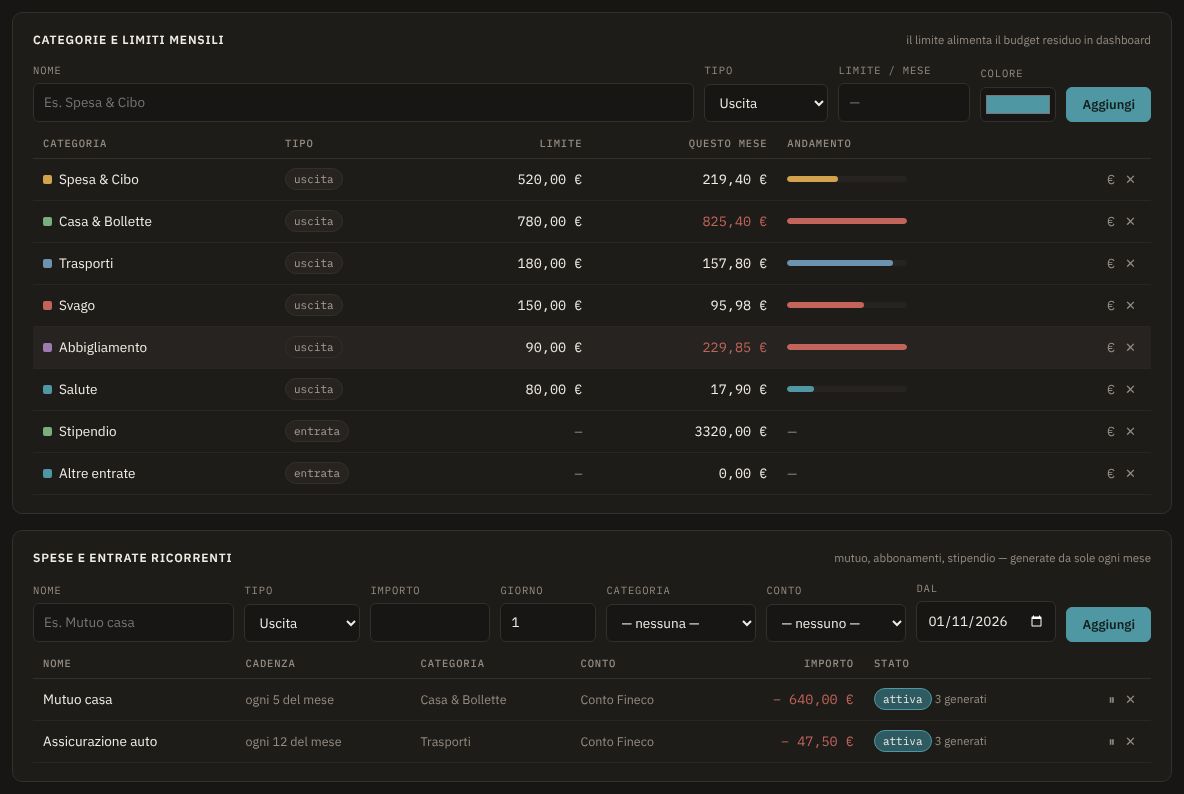 CATEGORIE E LIMITI MENSILI il limite alimenta il budget residuo in dashboard
NOME TIPO LIMITE / MESE COLORE
Es. Spesa & Cibo Uscita — Aggiungi
CATEGORIA TIPO LIMITE QUESTO MESE ANDAMENTO
Spesa & Cibo uscita 520,00 € 219,40 € € ×
Casa & Bollette uscita 780,00 € 825,40 € € ×
Trasporti uscita 180,00 € 157,80 € € ×
Svago uscita 150,00 € 95,98 € € ×
Abbigliamento uscita 90,00 € 229,85 € € ×
Salute uscita 80,00 € 17,90 € € ×
Stipendio entrata — 3320,00 € — € ×
Altre entrate entrata — 0,00 € — € ×
SPESE E ENTRATE RICORRENTI mutuo, abbonamenti, stipendio — generate da sole ogni mese
NOME TIPO IMPORTO GIORNO CATEGORIA CONTO DAL
Es. Mutuo casa Uscita 1 — nessuna — — nessuno — 01/11/2026 Aggiungi
NOME CADENZA CATEGORIA CONTO IMPORTO STATO
Mutuo casa ogni 5 del mese Casa & Bollette Conto Fineco − 640,00 € attiva 3 generati ×
Assicurazione auto ogni 12 del mese Trasporti Conto Fineco − 47,50 € attiva 3 generati ×